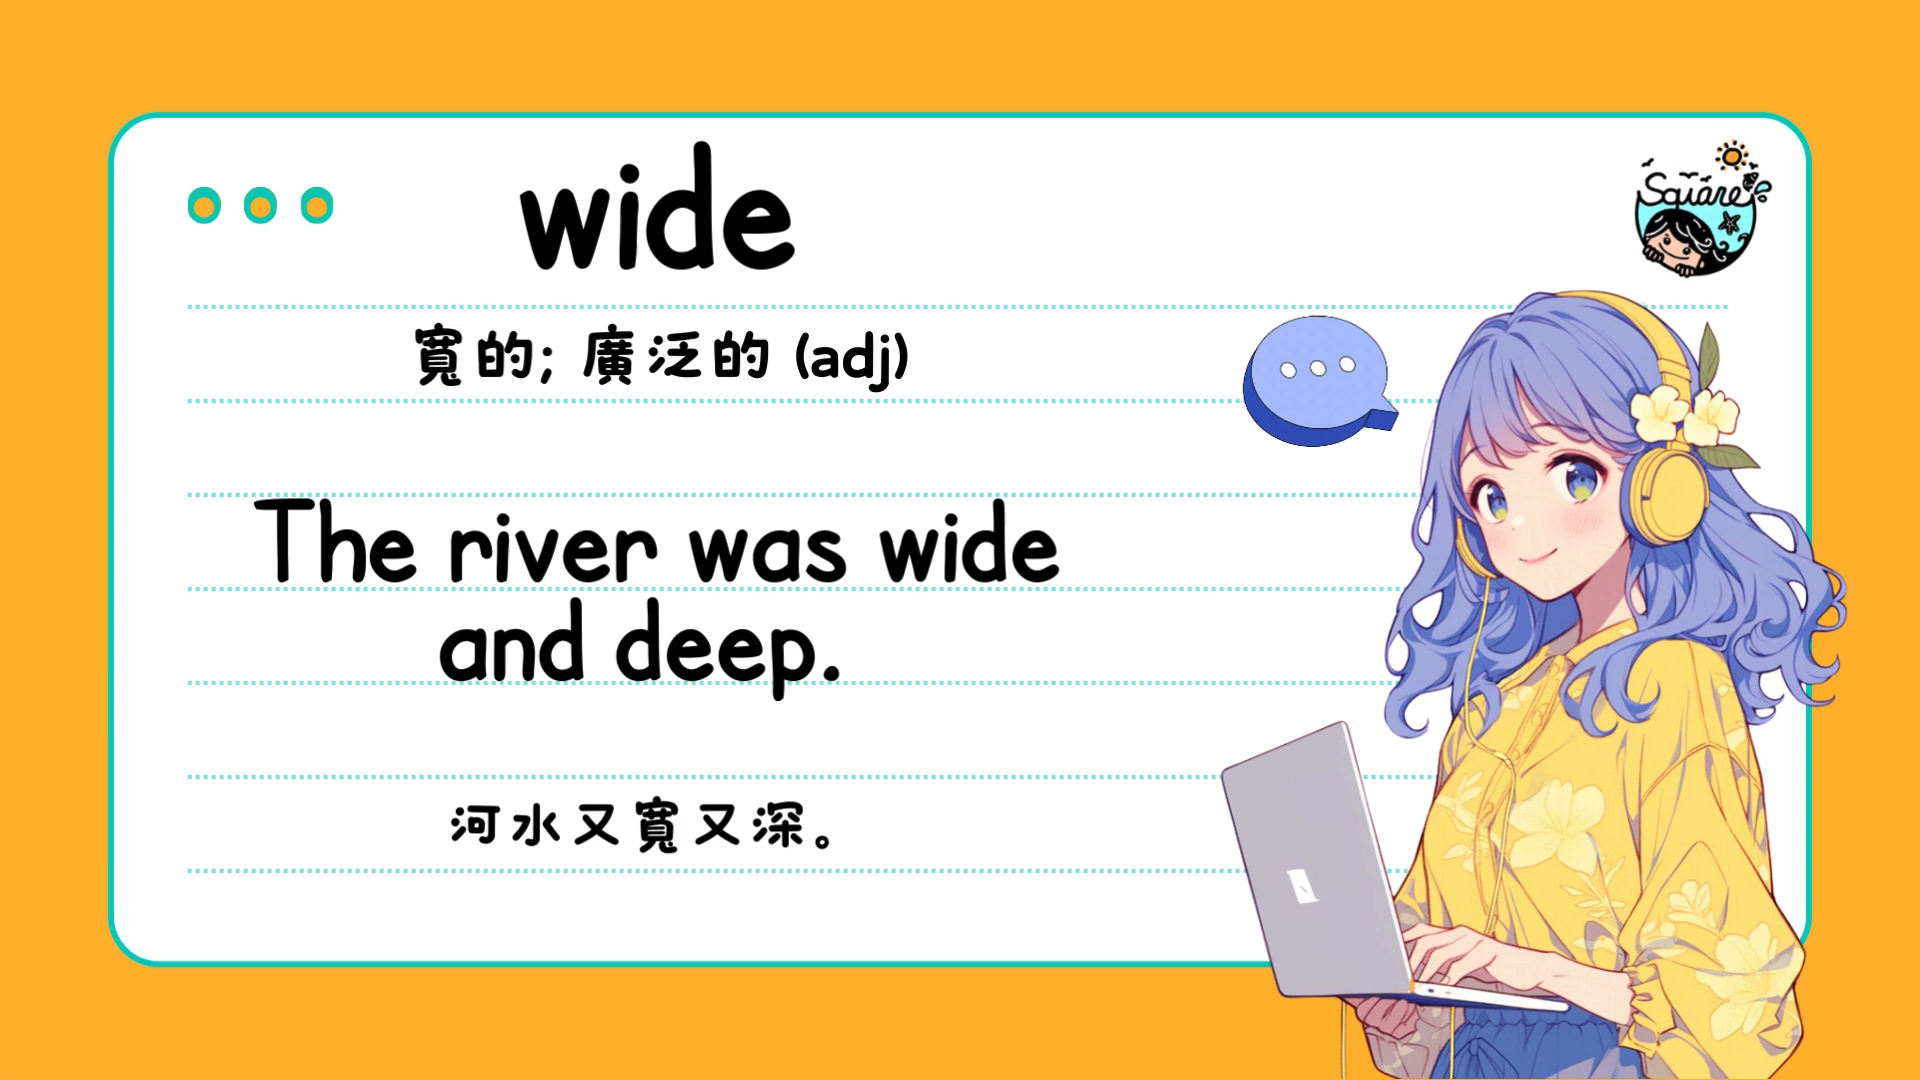 wide
Square
寬的; 廣泛的 (adj)
The river was wide
and deep.
河水又寬又深。